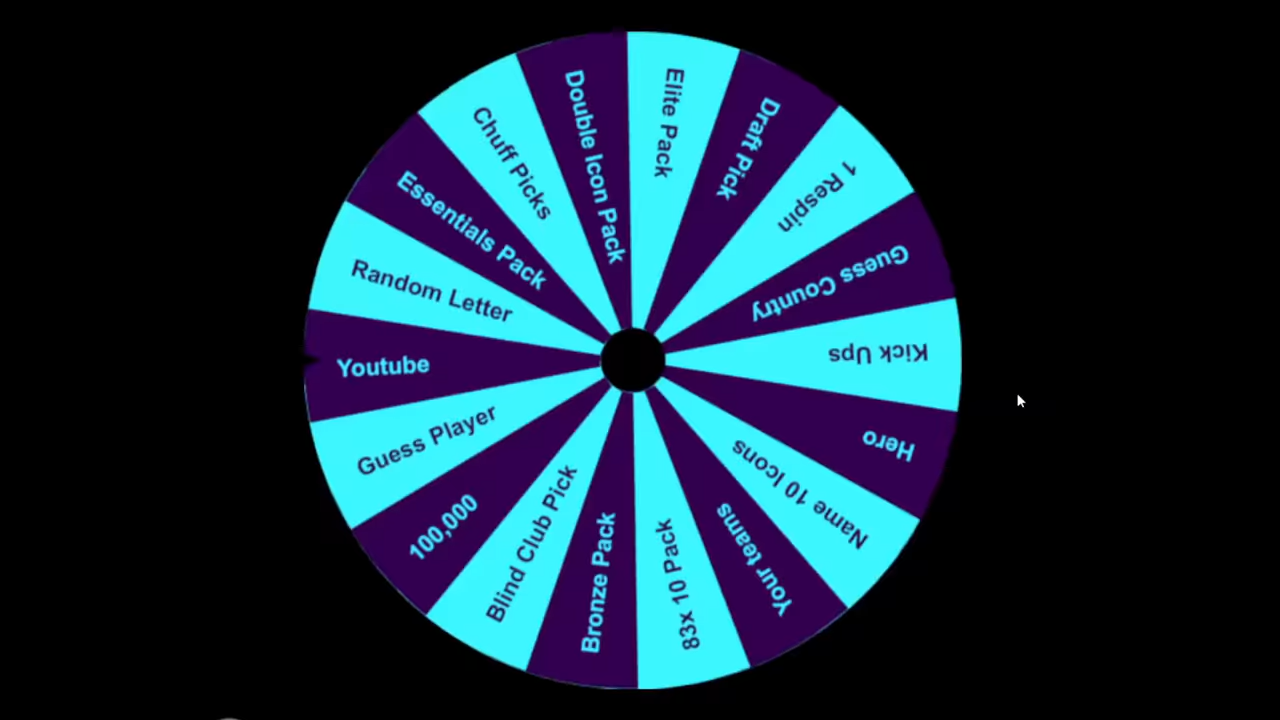 Elite Pack
Draft Pick
1 Respin
Guess Country
Kick Ups
Hero
Name 10 Icons
Your teams
83x 10 Pack
Bronze Pack
Blind Club Pick
100,000
Guess Player
Youtube
Random Letter
Essentials Pack
Chuff Picks
Double Icon Pack